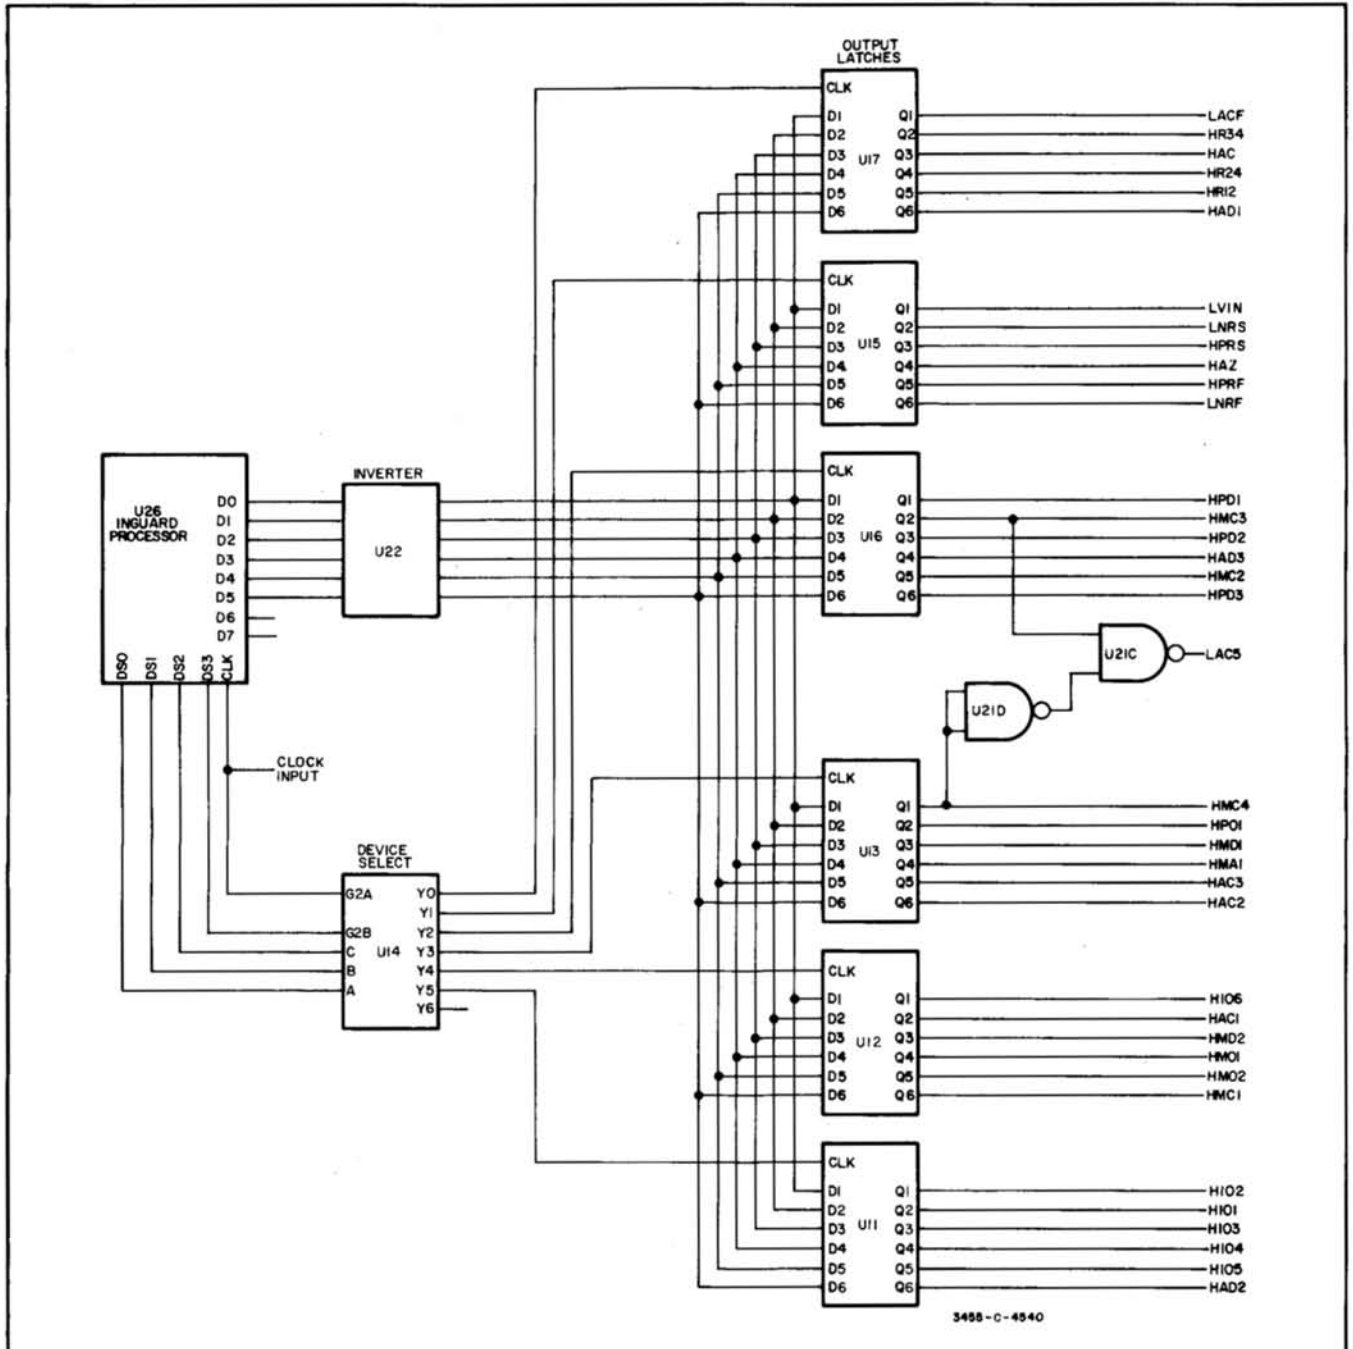 OUTPUT
LATCHES
CLK
D1 Q1 LACF
D2 Q2 HR34
D3 U17 Q3 HAC
D4 Q4 HR24
D5 Q5 HR12
D6 Q6 HAD1
CLK
D1 Q1 LVIN
D2 Q2 LNRS
D3 U15 Q3 HPRS
D4 Q4 HAZ
D5 Q5 HPRF
D6 Q6 LNRF
CLK
D1 Q1 HPD1
D2 Q2 HMC3
D3 U16 Q3 HPD2
D4 Q4 HAD3
D5 Q5 HMC2
D6 Q6 HPD3
U26
INGUARD
PROCESSOR
D0
D1
D2
D3
D4
D5
D6
D7
DS0 DS1 DS2 DS3 CLK
INVERTER
U22
U21C LAC5
U21D
CLOCK
INPUT
DEVICE
SELECT
G2A Y0
Y1
G2B Y2
C U14 Y3
B Y4
A Y5
Y6
CLK
D1 Q1 HMC4
D2 Q2 HPO1
D3 U13 Q3 HMD1
D4 Q4 HMA1
D5 Q5 HAC3
D6 Q6 HAC2
CLK
D1 Q1 HIO6
D2 Q2 HAC1
D3 U12 Q3 HMD2
D4 Q4 HMO1
D5 Q5 HMO2
D6 Q6 HMC1
CLK
D1 Q1 HIO2
D2 Q2 HIO1
D3 U11 Q3 HIO3
D4 Q4 HIO4
D5 Q5 HIO5
D6 Q6 HAD2
3455-C-4540